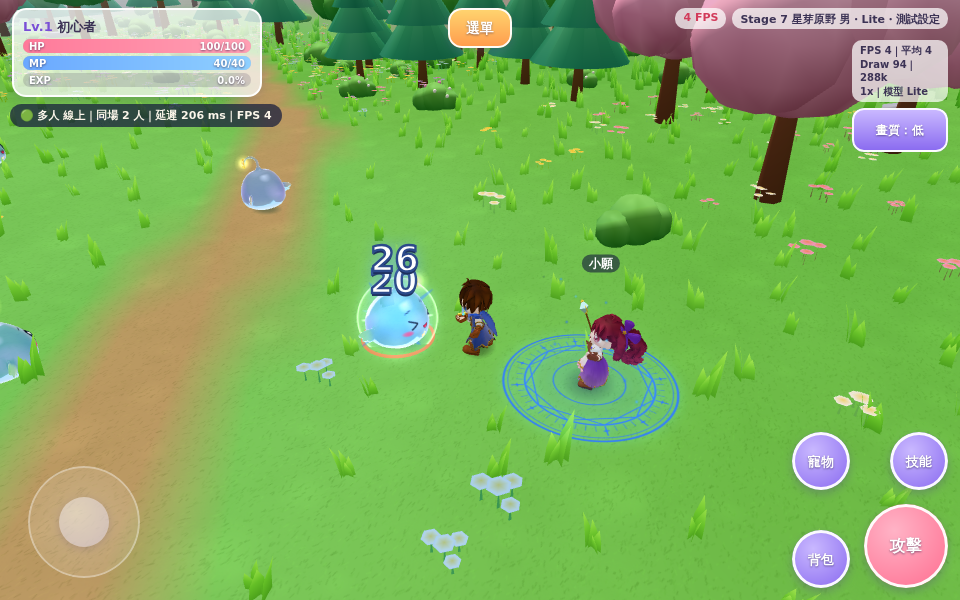 Lv.1 初心者
HP 100/100
MP 40/40
EXP 0.0%
多人 線上 | 同場 2 人 | 延遲 206 ms | FPS 4
選單
4 FPS
Stage 7 星芽原野 男・Lite・測試設定
FPS 4 | 平均 4
Draw 94 |
288k
1x | 模型 Lite
畫質：低
26
20
小願
寵物
技能
背包
攻擊